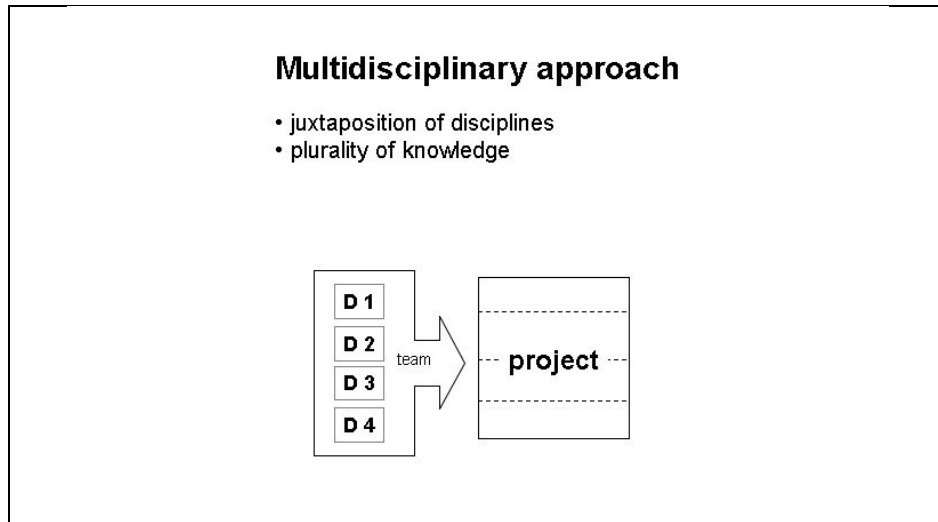 Multidisciplinary approach
• juxtaposition of disciplines
• plurality of knowledge
D 1
D 2
team
project
D 3
D 4